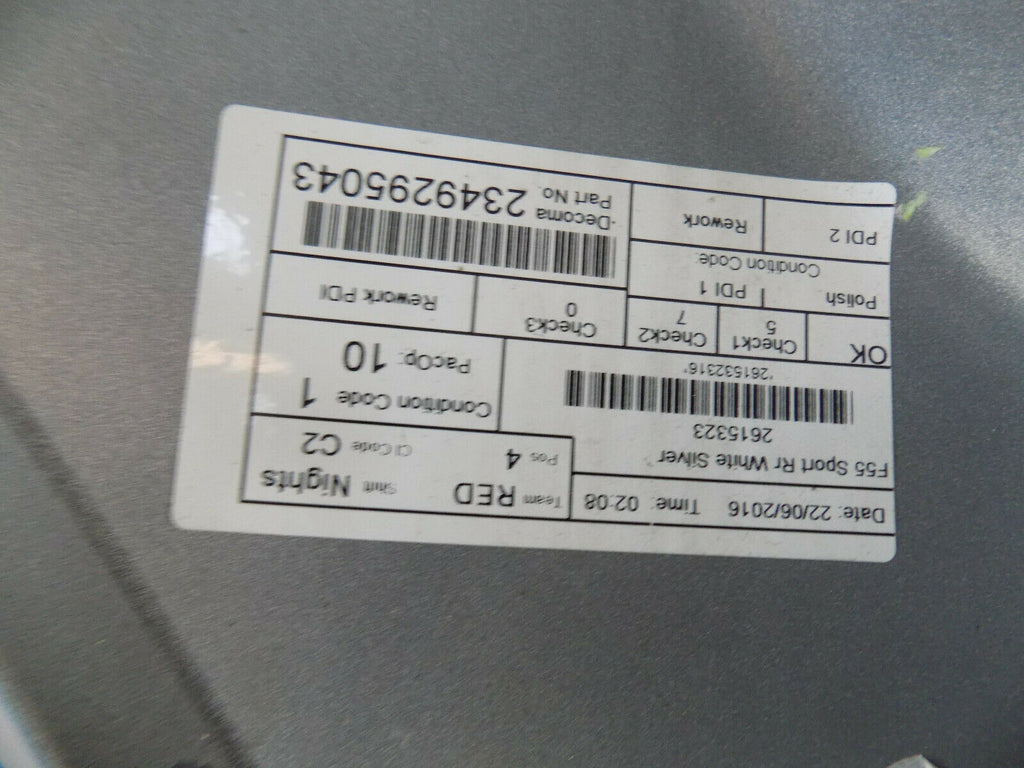 Date: 22/06/2016 Time: 02:08
Team RED Shift Nights
F55 Sport Rr White Silver
Pos 4 CI Code C2
2615323
*261532316*
Condition Code 1
PacOp: 10
OK
Check1 5
Check2 7
Check3 0
Rework PDI
Polish PDI 1
Condition Code:
PDI 2 Rework
Decoma Part No. 2349295043